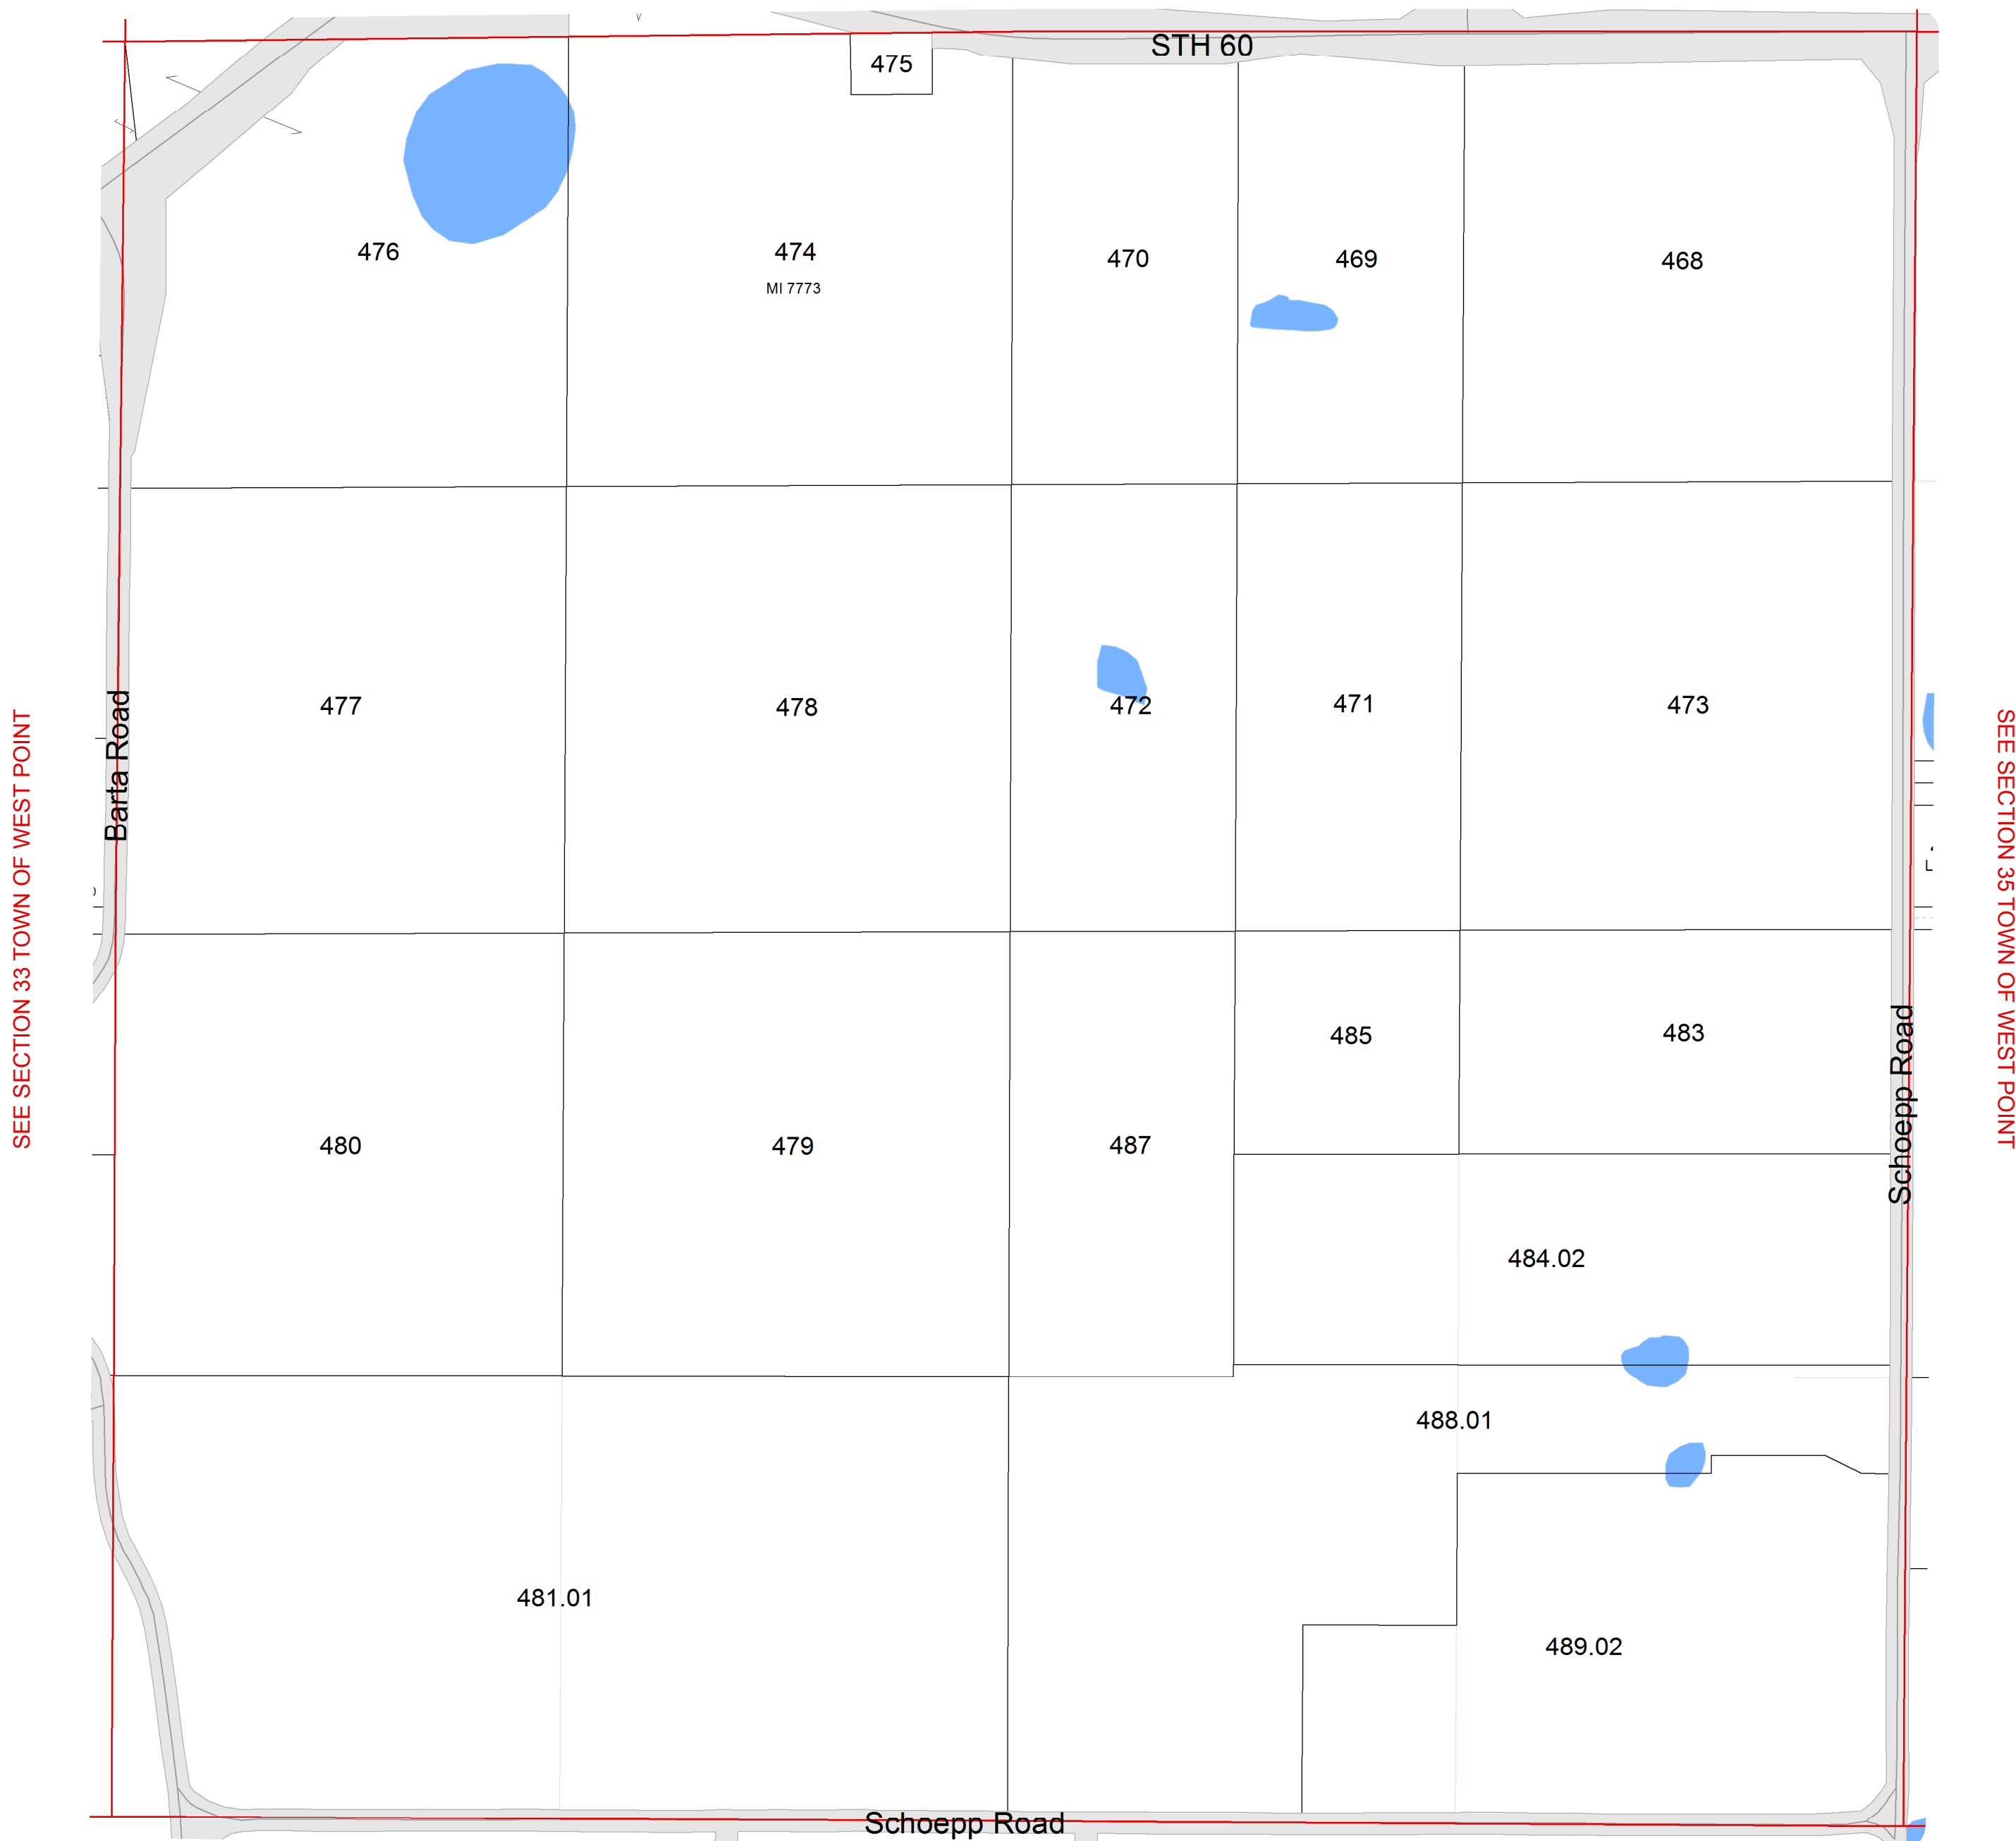 STH 60
475
476
474
MI 7773
470
469
468
477
478
472
471
473
Barta Road
SEE SECTION 33 TOWN OF WEST POINT
SEE SECTION 35 TOWN OF WEST POINT
485
483
480
479
487
Schoepp Road
484.02
488.01
481.01
489.02
Schoepp Road